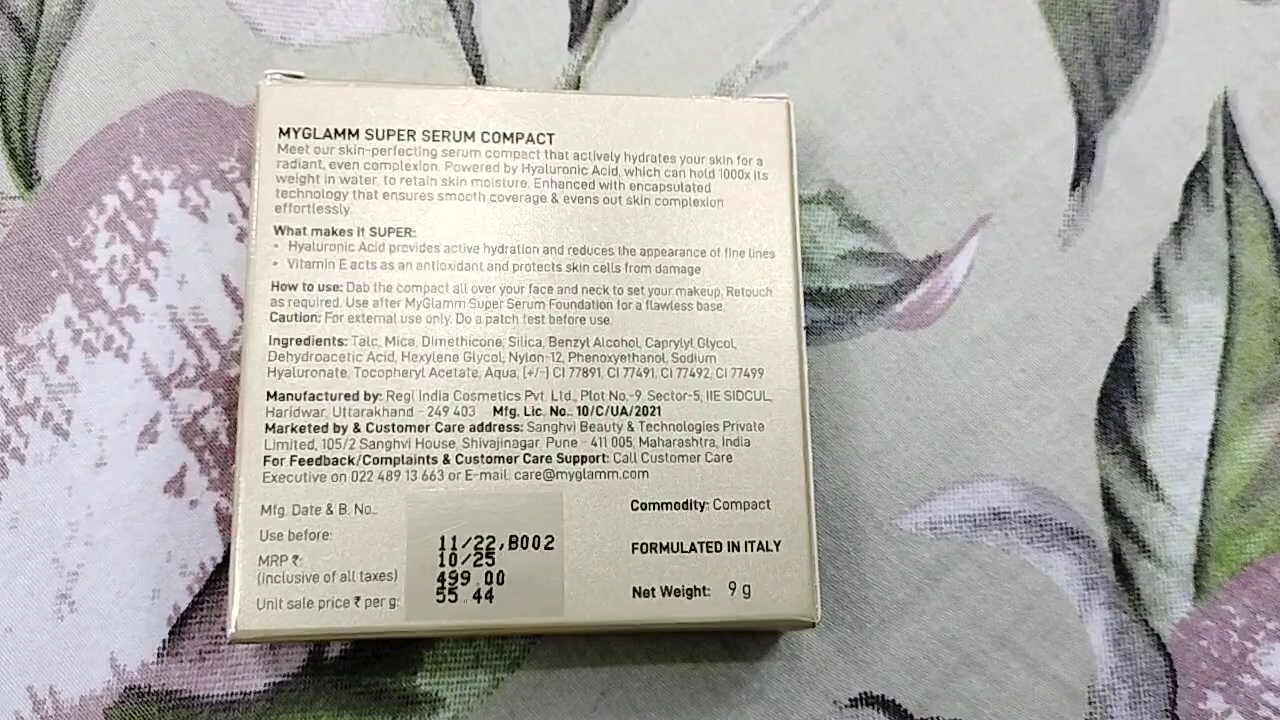 MYGLAMM SUPER SERUM COMPACT
Meet our skin-perfecting serum compact that actively hydrates your skin for a
radiant, even complexion. Powered by Hyaluronic Acid, which can hold 1000x its
weight in water, to retain skin moisture. Enhanced with encapsulated
technology that ensures smooth coverage & evens out skin complexion
effortlessly.
What makes it SUPER:
• Hyaluronic Acid provides active hydration and reduces the appearance of fine lines
• Vitamin E acts as an antioxidant and protects skin cells from damage
How to use: Dab the compact all over your face and neck to set your makeup. Retouch
as required. Use after MyGlamm Super Serum Foundation for a flawless base.
Caution: For external use only. Do a patch test before use.
Ingredients: Talc, Mica, Dimethicone, Silica, Benzyl Alcohol, Caprylyl Glycol,
Dehydroacetic Acid, Hexylene Glycol, Nylon-12, Phenoxyethanol, Sodium
Hyaluronate, Tocopheryl Acetate, Aqua, [+/-] CI 77891, CI 77491, CI 77492, CI 77499
Manufactured by: Regi India Cosmetics Pvt. Ltd., Plot No.-9, Sector-5, IIE SIDCUL,
Haridwar, Uttarakhand - 249 403 Mfg. Lic. No.: 10/C/UA/2021
Marketed by & Customer Care address: Sanghvi Beauty & Technologies Private
Limited, 105/2 Sanghvi House, Shivajinagar, Pune - 411 005, Maharashtra, India
For Feedback/Complaints & Customer Care Support: Call Customer Care
Executive on 022 489 13 663 or E-mail: care@myglamm.com
Mfg. Date & B. No.: 11/22,B002
Use before: 10/25
MRP ₹: 499.00
(inclusive of all taxes)
Unit sale price ₹ per g: 55.44
Commodity: Compact
FORMULATED IN ITALY
Net Weight: 9 g